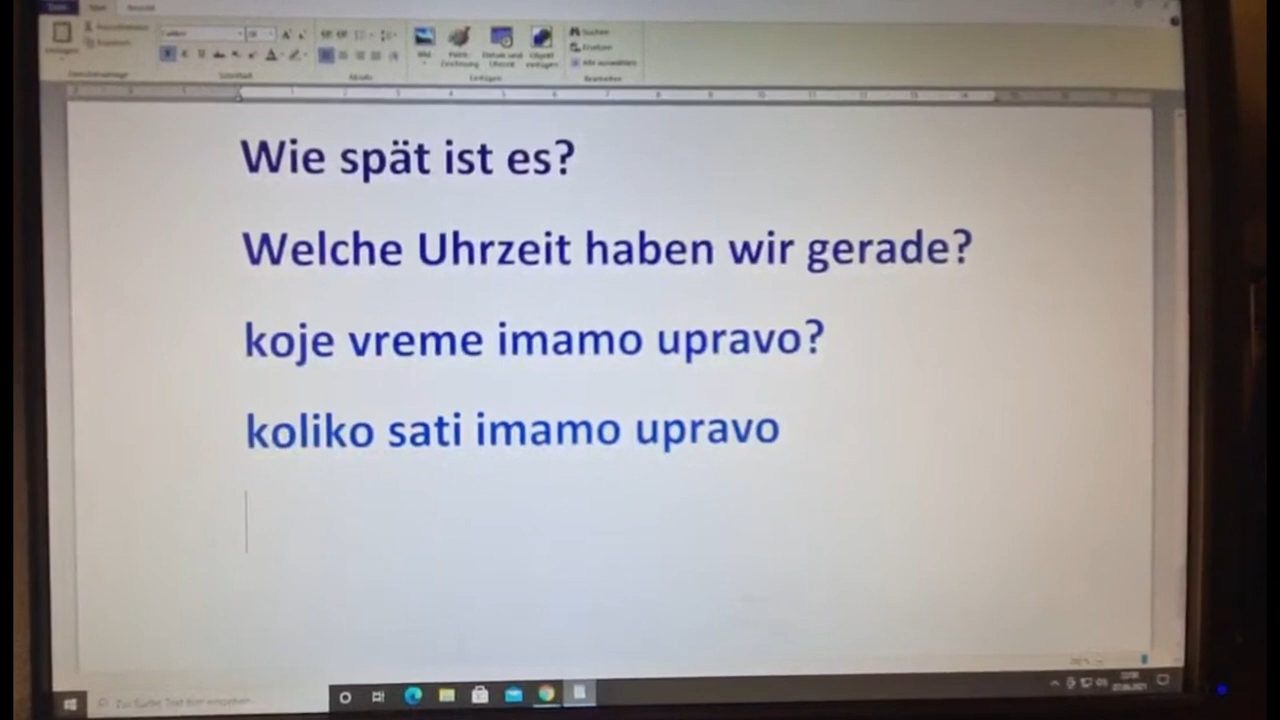 Wie spät ist es?
Welche Uhrzeit haben wir gerade?
koje vreme imamo upravo?
koliko sati imamo upravo